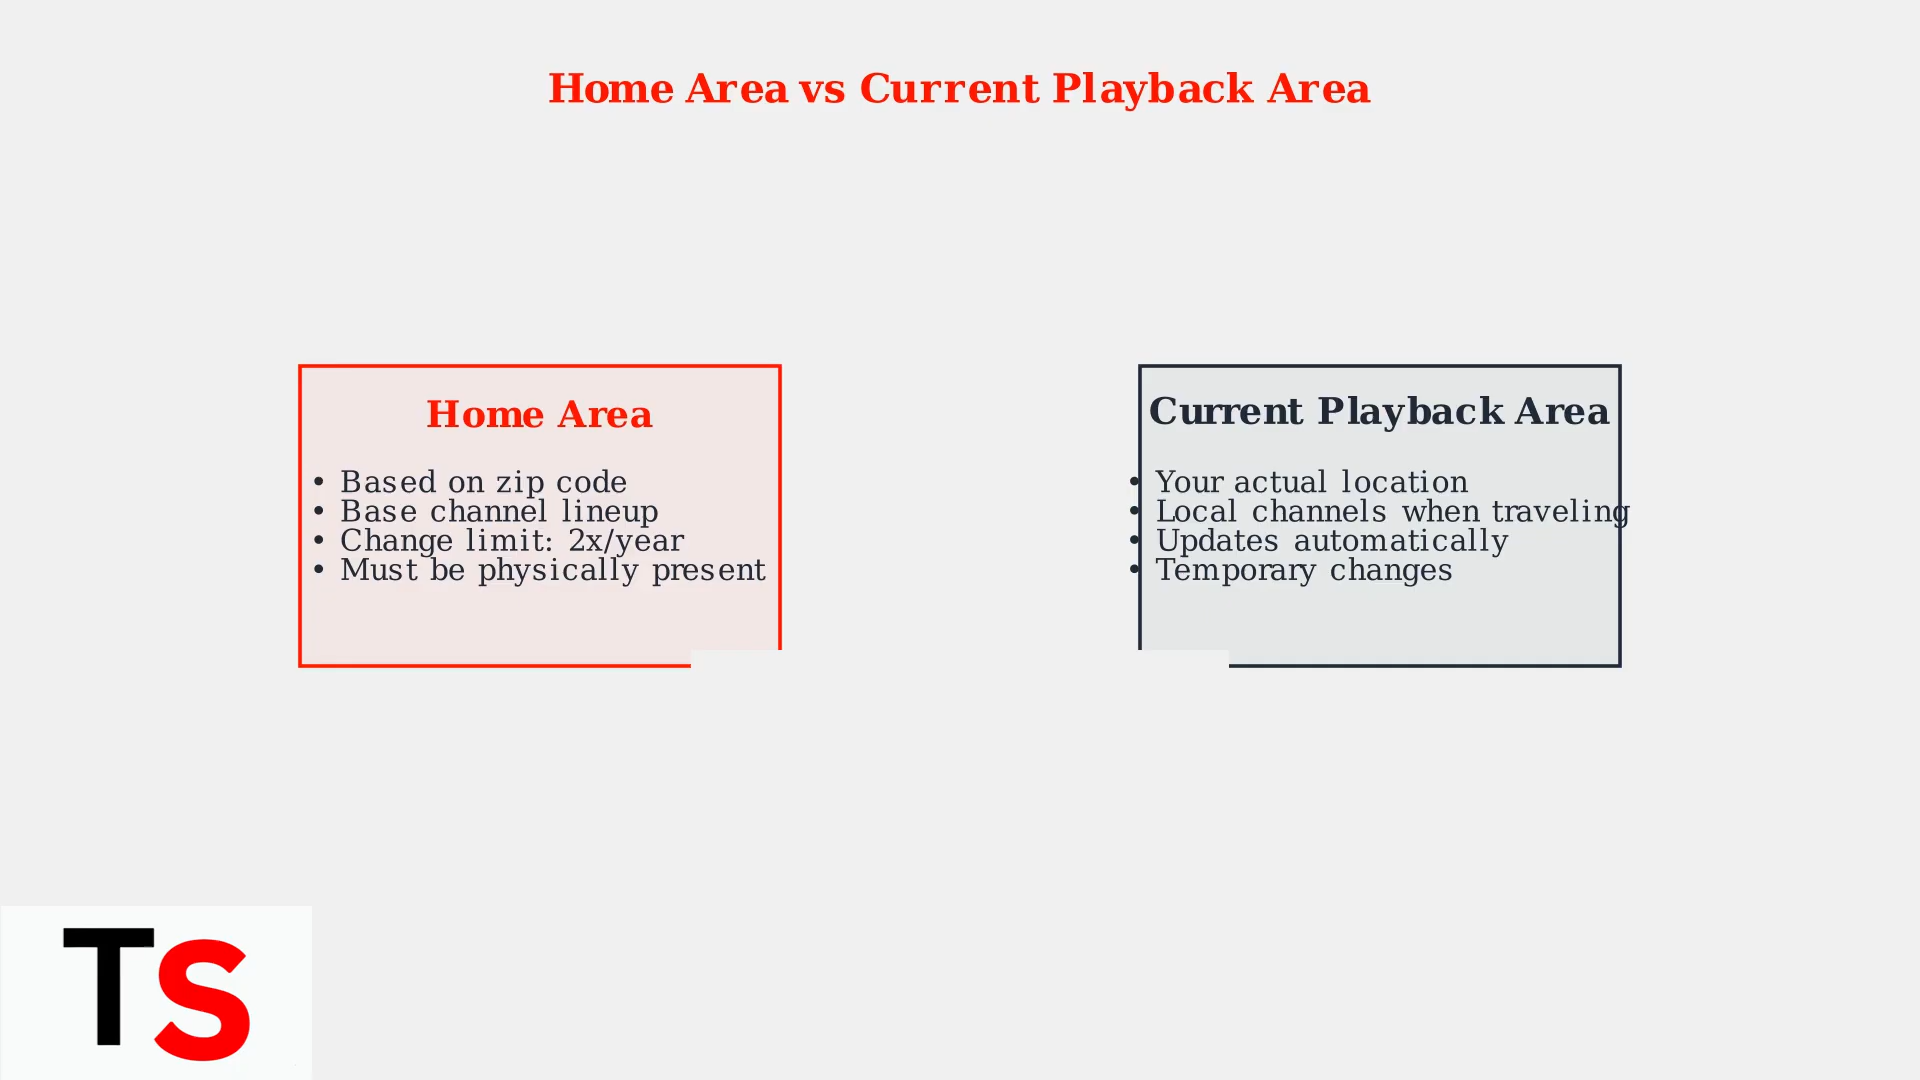 Home Area vs Current Playback Area
Home Area
• Based on zip code
• Base channel lineup
• Change limit: 2x/year
• Must be physically present
Current Playback Area
• Your actual location
• Local channels when traveling
• Updates automatically
• Temporary changes
TS